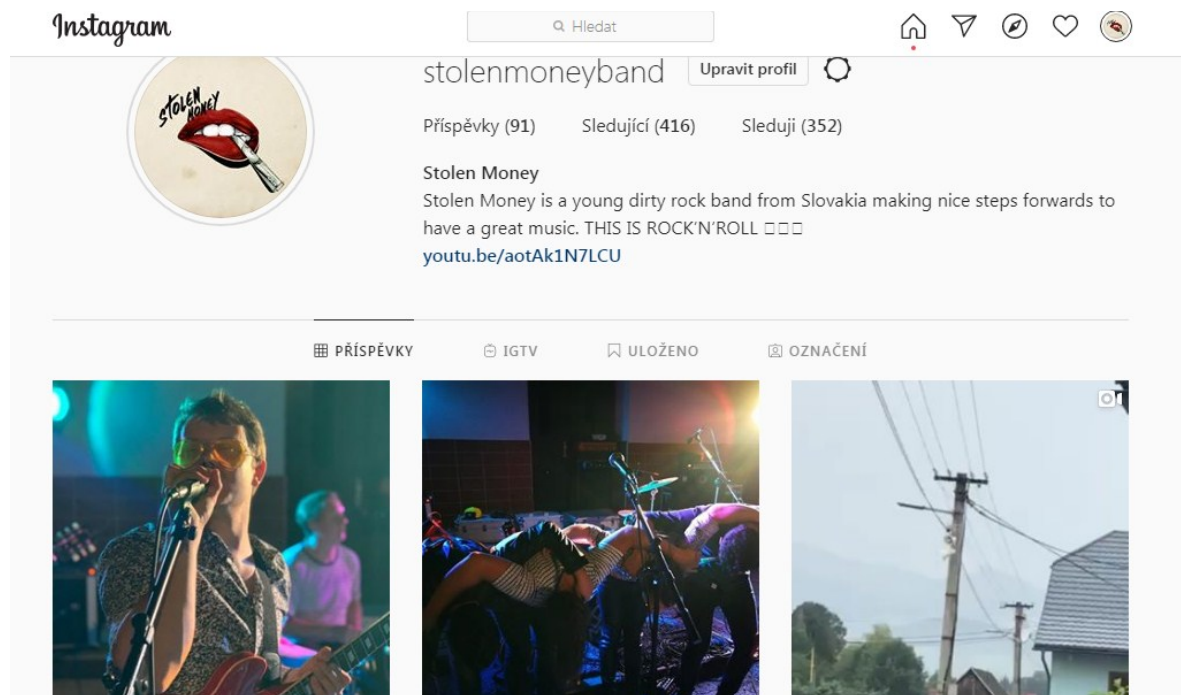 Instagram
Hledat
stolenmoneyband Upravit profil
STOLEN MONEY
Příspěvky (91) Sledující (416) Sleduji (352)
Stolen Money
Stolen Money is a young dirty rock band from Slovakia making nice steps forwards to
have a great music. THIS IS ROCK'N'ROLL □□□
youtu.be/aotAk1N7LCU
PŘÍSPĚVKY IGTV ULOŽENO OZNAČENÍ